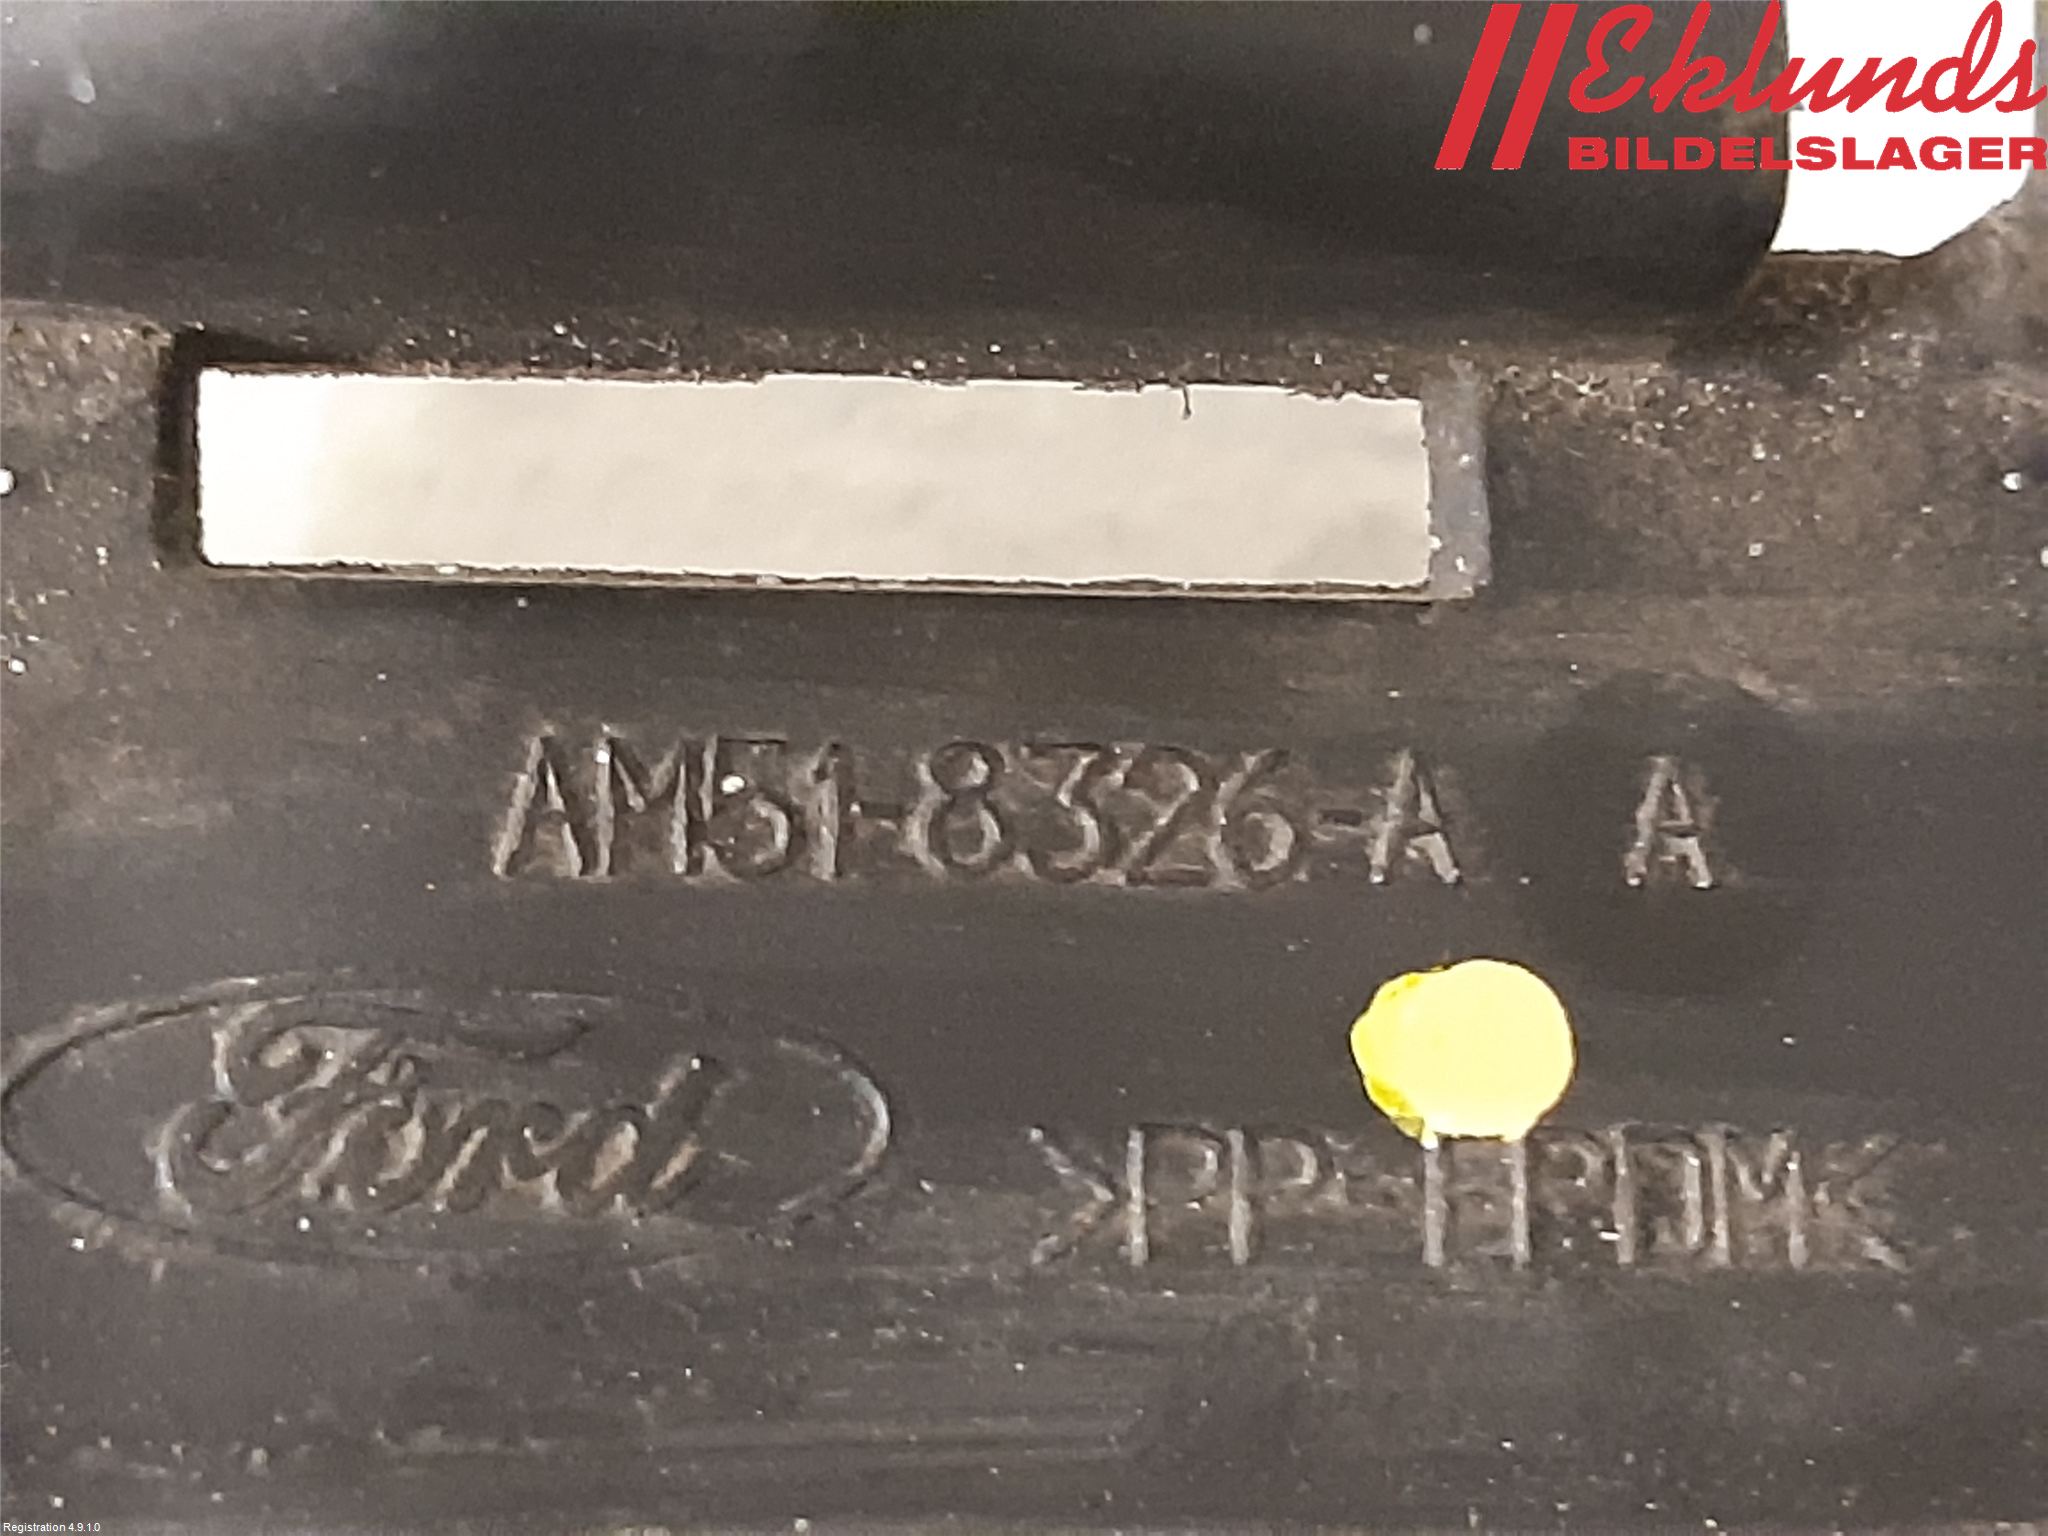 Eklunds
BILDELSLAGER
AM51-8326-A A
Ford
>PP+EPDM<
Registration 4.9.1.0